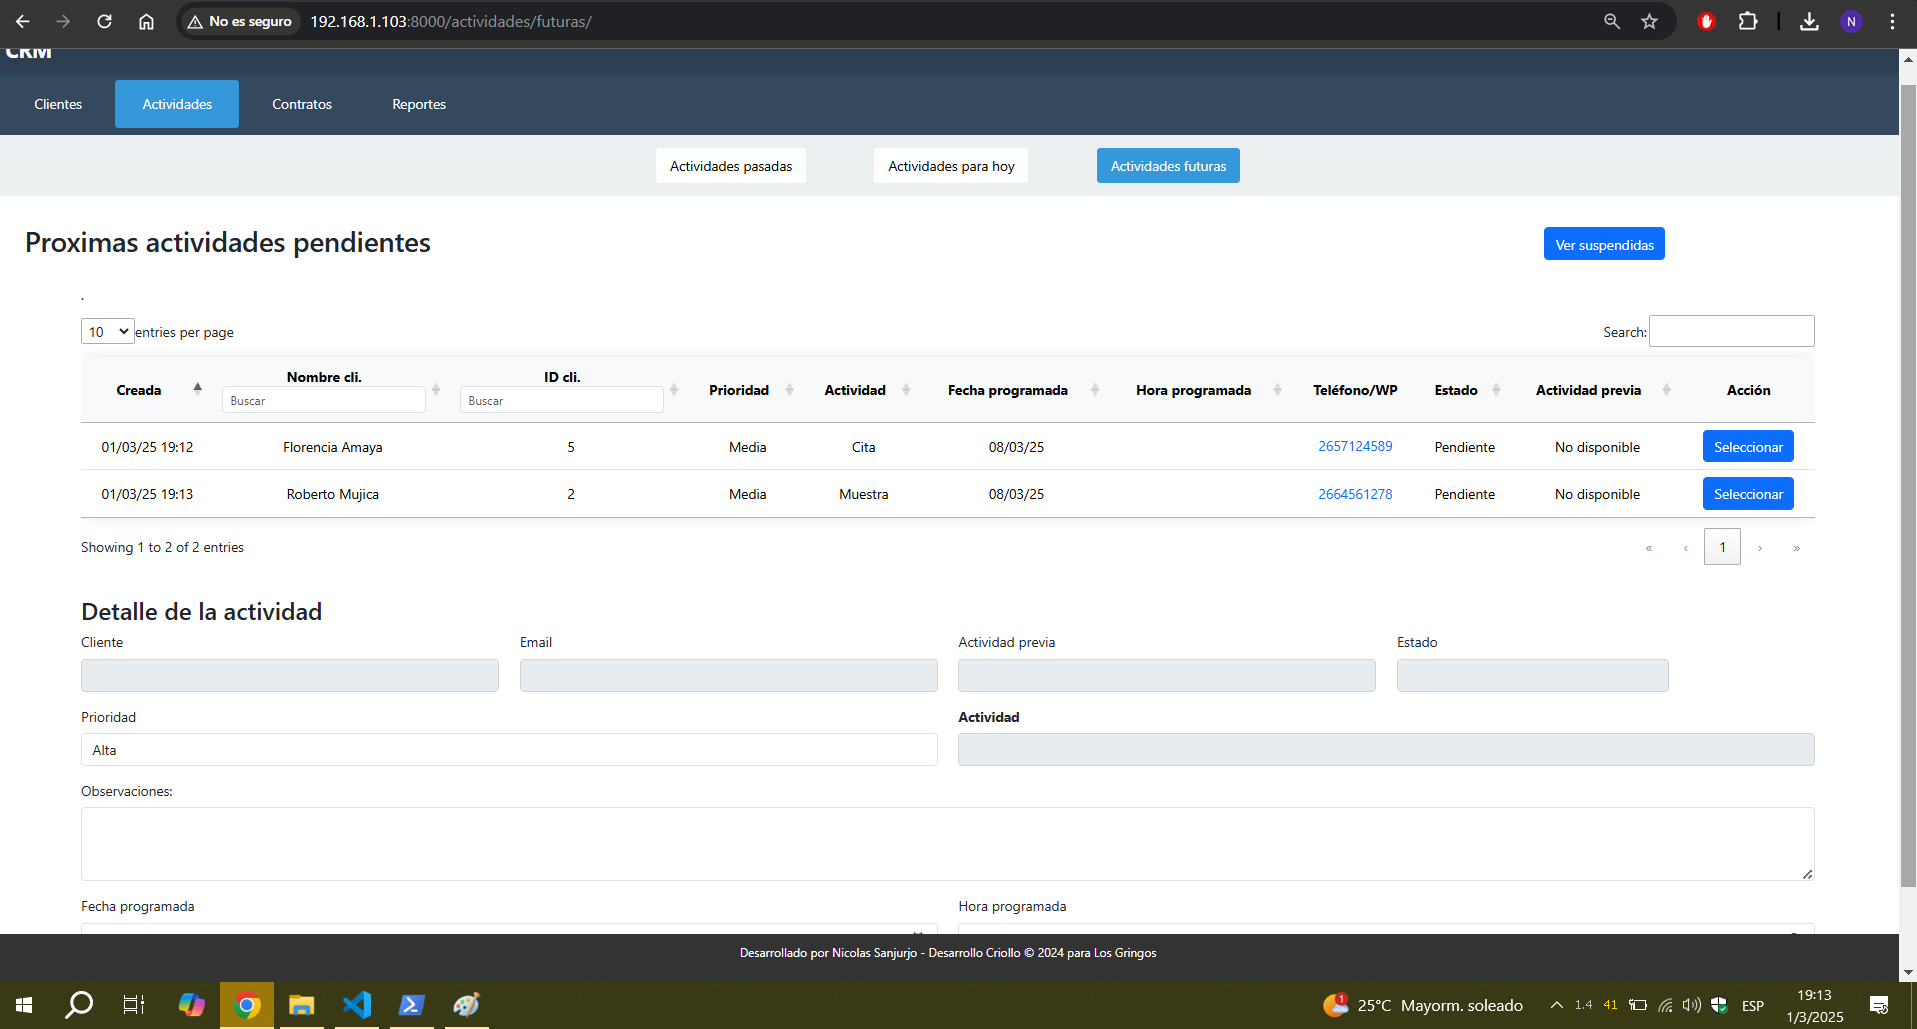 No es seguro 192.168.1.103:8000/actividades/futuras/ N
CRM
Clientes Actividades Contratos Reportes
Actividades pasadas Actividades para hoy Actividades futuras
Proximas actividades pendientes Ver suspendidas
.
10 entries per page Search:
Creada Nombre cli. ID cli. Prioridad Actividad Fecha programada Hora programada Teléfono/WP Estado Actividad previa Acción
Buscar Buscar
01/03/25 19:12 Florencia Amaya 5 Media Cita 08/03/25 2657124589 Pendiente No disponible Seleccionar
01/03/25 19:13 Roberto Mujica 2 Media Muestra 08/03/25 2664561278 Pendiente No disponible Seleccionar
Showing 1 to 2 of 2 entries « ‹ 1 › »
Detalle de la actividad
Cliente Email Actividad previa Estado
Prioridad Actividad
Alta
Observaciones:
Fecha programada Hora programada
Desarrollado por Nicolas Sanjurjo - Desarrollo Criollo © 2024 para Los Gringos
1 25°C Mayorm. soleado 1.4 41 ESP 19:13
1/3/2025